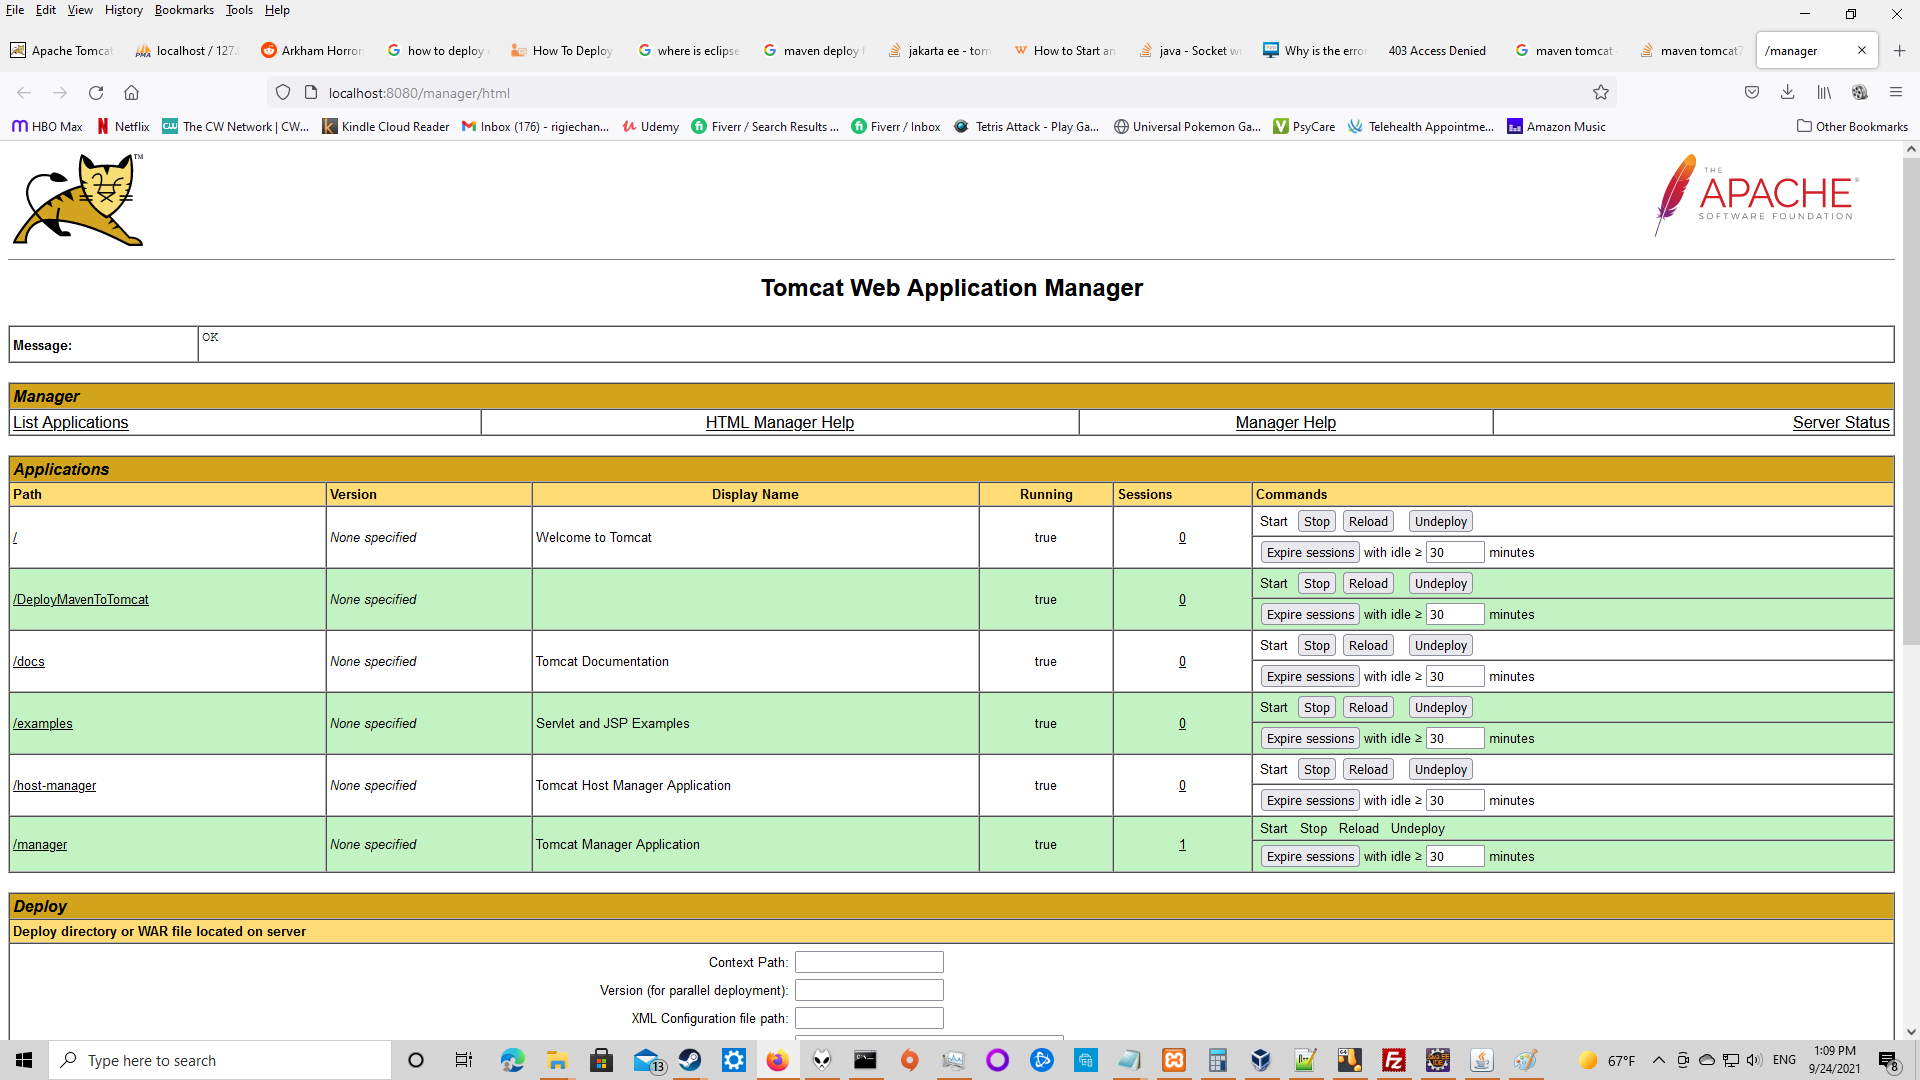 File Edit View History Bookmarks Tools Help
Apache Tomca localhost / 127. Arkham Horror how to deploy How To Deploy where is eclipse maven deploy jakarta ee - tom How to Start an java - Socket w Why is the erro 403 Access Denied maven tomcat maven tomcat7 /manager
localhost:8080/manager/html
HBO Max Netflix The CW Network | CW... Kindle Cloud Reader Inbox (176) - rigiechan... Udemy Fiverr / Search Results ... Fiverr / Inbox Tetris Attack - Play Ga... Universal Pokemon Ga... PsyCare Telehealth Appointme... Amazon Music Other Bookmarks
TM
THE
APACHE®
SOFTWARE FOUNDATION
Tomcat Web Application Manager
Message: OK
Manager
List Applications HTML Manager Help Manager Help Server Status
Applications
Path Version Display Name Running Sessions Commands
/ None specified Welcome to Tomcat true 0 Start Stop Reload Undeploy
Expire sessions with idle ≥ 30 minutes
/DeployMavenToTomcat None specified true 0 Start Stop Reload Undeploy
Expire sessions with idle ≥ 30 minutes
/docs None specified Tomcat Documentation true 0 Start Stop Reload Undeploy
Expire sessions with idle ≥ 30 minutes
/examples None specified Servlet and JSP Examples true 0 Start Stop Reload Undeploy
Expire sessions with idle ≥ 30 minutes
/host-manager None specified Tomcat Host Manager Application true 0 Start Stop Reload Undeploy
Expire sessions with idle ≥ 30 minutes
/manager None specified Tomcat Manager Application true 1 Start Stop Reload Undeploy
Expire sessions with idle ≥ 30 minutes
Deploy
Deploy directory or WAR file located on server
Context Path:
Version (for parallel deployment):
XML Configuration file path:
Type here to search 13 67°F ENG 1:09 PM
9/24/2021 8